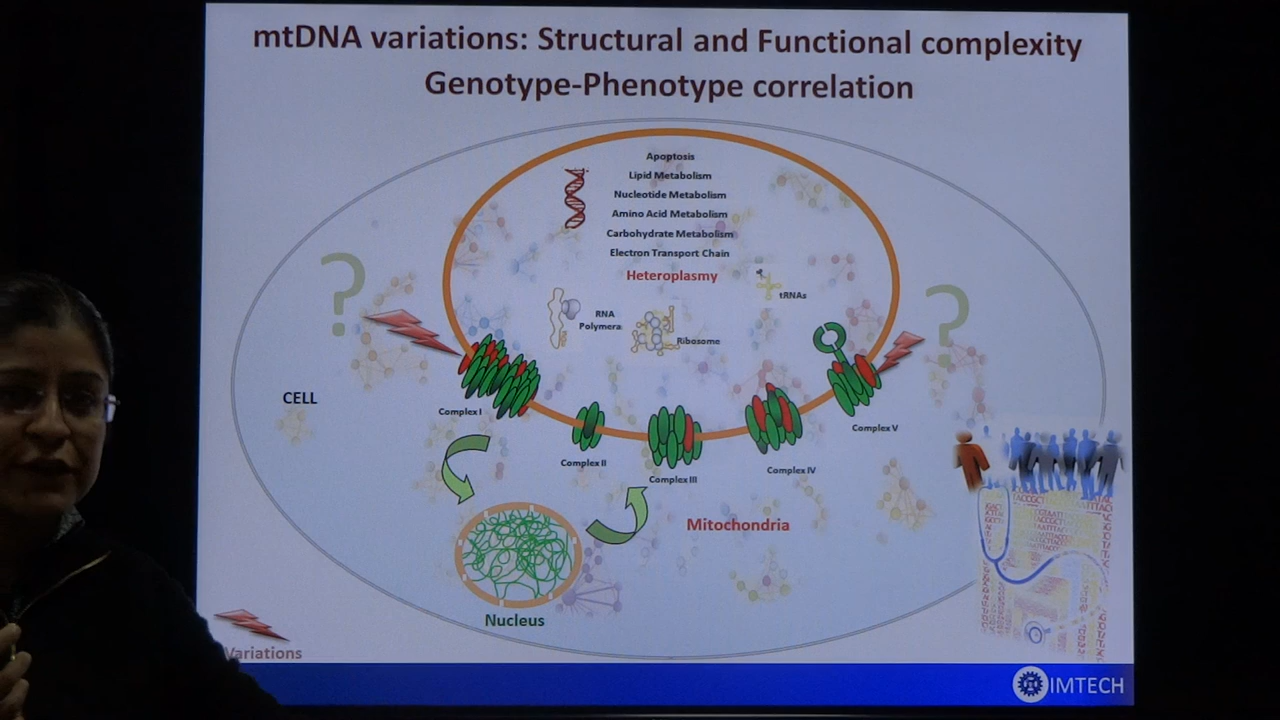 mtDNA variations: Structural and Functional complexity
Genotype-Phenotype correlation
Apoptosis
Lipid Metabolism
Nucleotide Metabolism
Amino Acid Metabolism
Carbohydrate Metabolism
Electron Transport Chain
Heteroplasmy
?
?
tRNAs
RNA
Polymera
Ribosome
CELL
Complex I
Complex II
Complex III
Complex IV
Complex V
Mitochondria
Nucleus
Variations
IMTECH